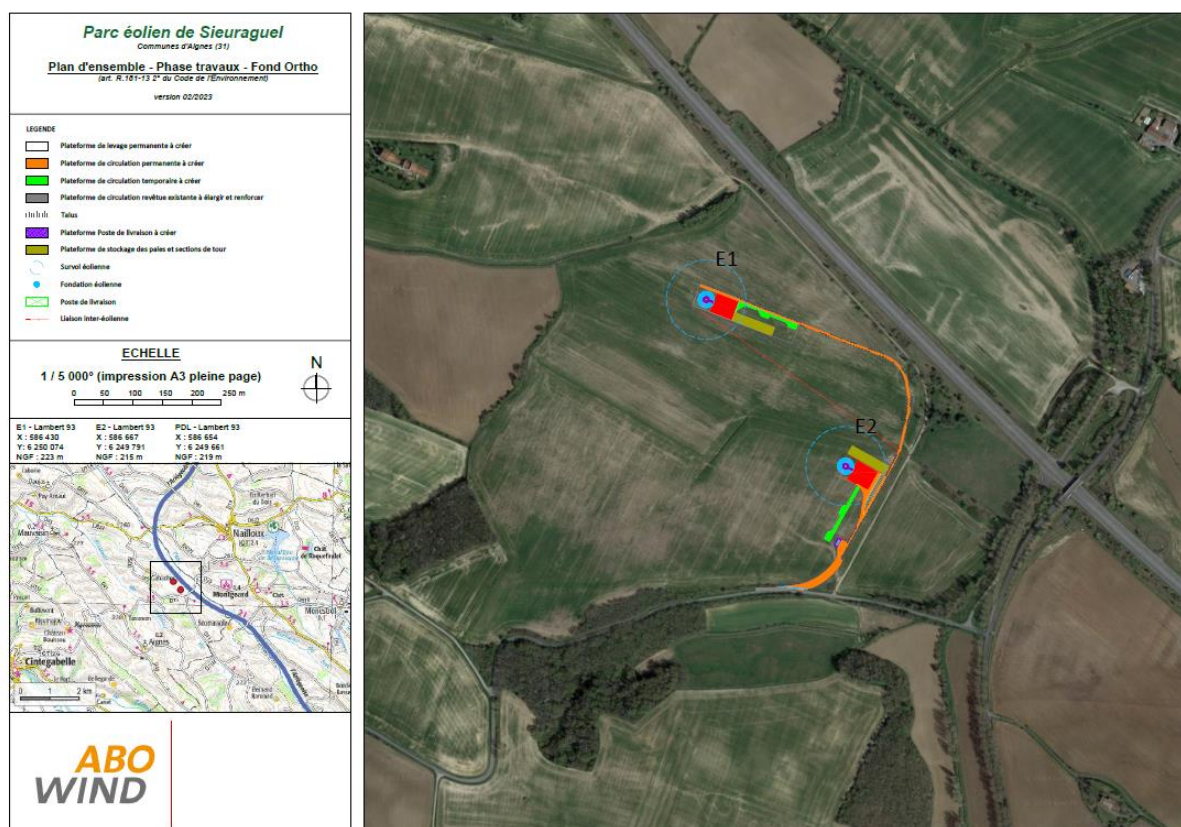 Parc éolien de Sieuraguel
Communes d'Aignes (31)
Plan d'ensemble - Phase travaux - Fond Ortho
(art. R.181-13 2° du Code de l'Environnement)
version 02/2023
LEGENDE
Plateforme de levage permanente à créer
Plateforme de circulation permanente à créer
Plateforme de circulation temporaire à créer
Plateforme de circulation revêtue existante à élargir et renforcer
Talus
Plateforme Poste de livraison à créer
Plateforme de stockage des pales et sections de tour
Survol éolienne
Fondation éolienne
Poste de livraison
Liaison Inter-éolienne
ECHELLE
1 / 5 000° (impression A3 pleine page)
N
0 50 100 150 200 250 m
E1 - Lambert 93 E2 - Lambert 93 PDL - Lambert 93
X : 586 430 X : 586 667 X : 586 654
Y: 6 250 074 Y : 6 249 791 Y : 6 249 661
NGF : 223 m NGF : 215 m NGF : 219 m
Nailloux
Mauvaisin
Montgeard
Aignes
Cintegabelle
0 1 2 km
ABO
WIND
E1
E2